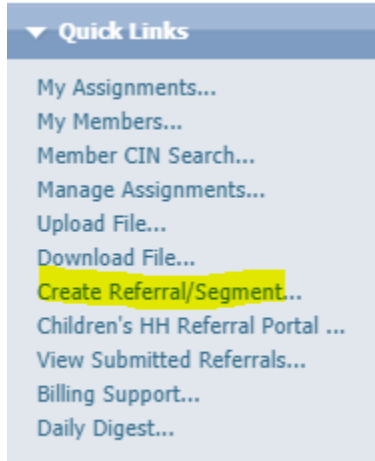 Quick Links
My Assignments...
My Members...
Member CIN Search...
Manage Assignments...
Upload File...
Download File...
Create Referral/Segment...
Children's HH Referral Portal ...
View Submitted Referrals...
Billing Support...
Daily Digest...